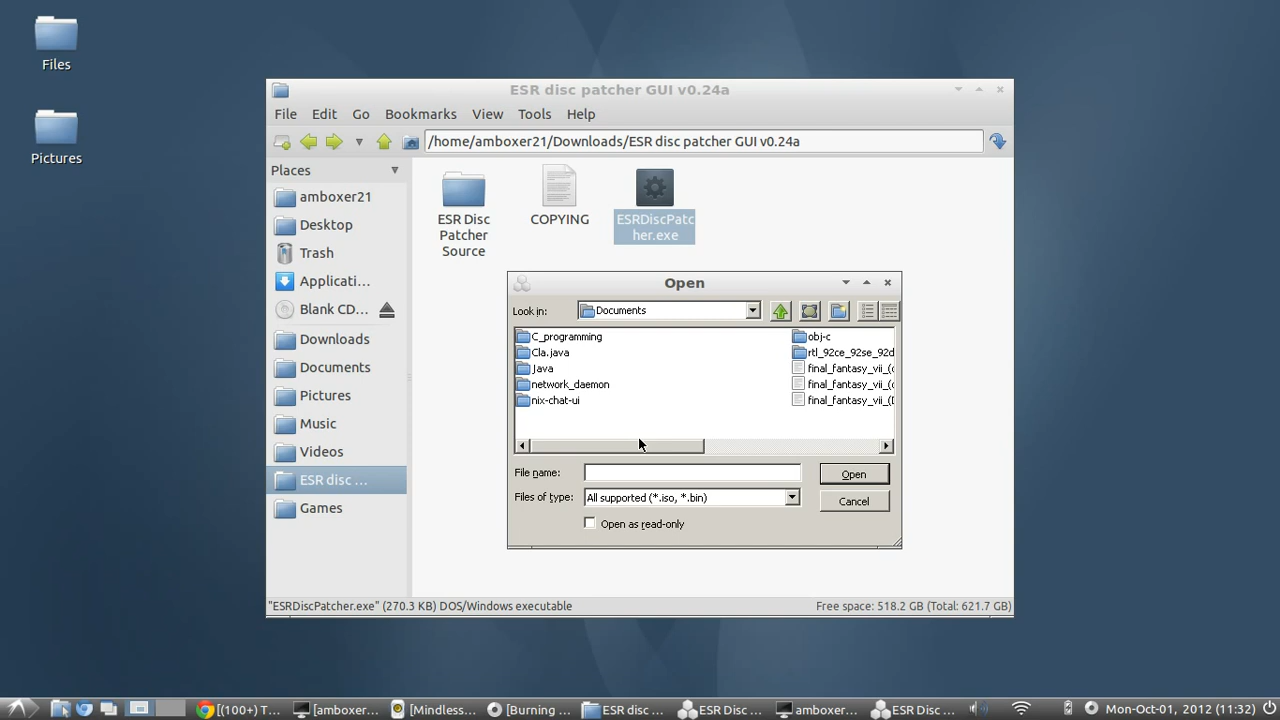 Files
Pictures
ESR disc patcher GUI v0.24a
File Edit Go Bookmarks View Tools Help
/home/amboxer21/Downloads/ESR disc patcher GUI v0.24a
Places
amboxer21
Desktop
Trash
Applicati...
Blank CD...
Downloads
Documents
Pictures
Music
Videos
ESR disc ...
Games
ESR Disc
Patcher
Source
COPYING
ESRDiscPatc
her.exe
Open
Look in: Documents
C_programming
Cla.java
Java
network_daemon
nix-chat-ui
obj-c
rtl_92ce_92se_92d
final_fantasy_vii_(
final_fantasy_vii_(
final_fantasy_vii_(
File name:
Open
Files of type: All supported (*.iso, *.bin)
Cancel
Open as read-only
"ESRDiscPatcher.exe" (270.3 KB) DOS/Windows executable
Free space: 518.2 GB (Total: 621.7 GB)
[(100+) T... [amboxer... [Mindless... [Burning ... ESR disc ... ESR Disc ... amboxer... ESR Disc ... Mon-Oct-01, 2012 (11:32)